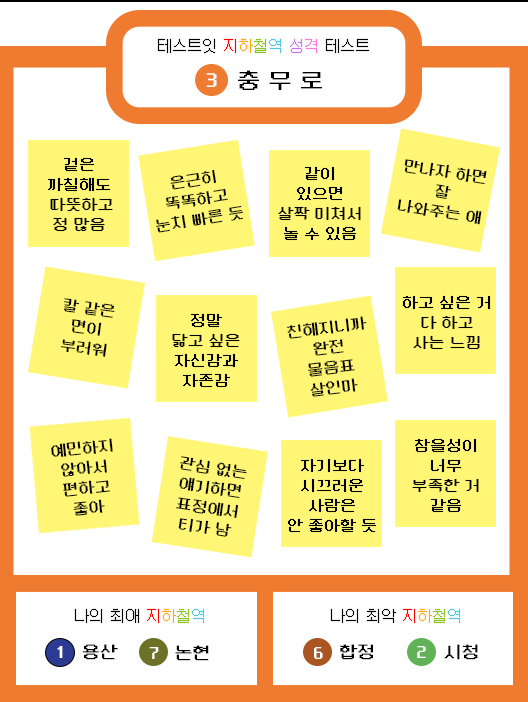 테스트잇 지하철역 성격 테스트
3 충무로
겉은
까칠해도
따뜻하고
정 많음
은근히
똑똑하고
눈치 빠른 듯
같이
있으면
살짝 미쳐서
놀 수 있음
만나자 하면
잘
나와주는 애
칼 같은
면이
부러워
정말
닮고 싶은
자신감과
자존감
친해지니까
완전
물음표
살인마
하고 싶은 거
다 하고
사는 느낌
예민하지
않아서
편하고
좋아
관심 없는
얘기하면
표정에서
티가 남
자기보다
시끄러운
사람은
안 좋아할 듯
참을성이
너무
부족한 거
같음
나의 최애 지하철역
1 용산 7 논현
나의 최악 지하철역
6 합정 2 시청